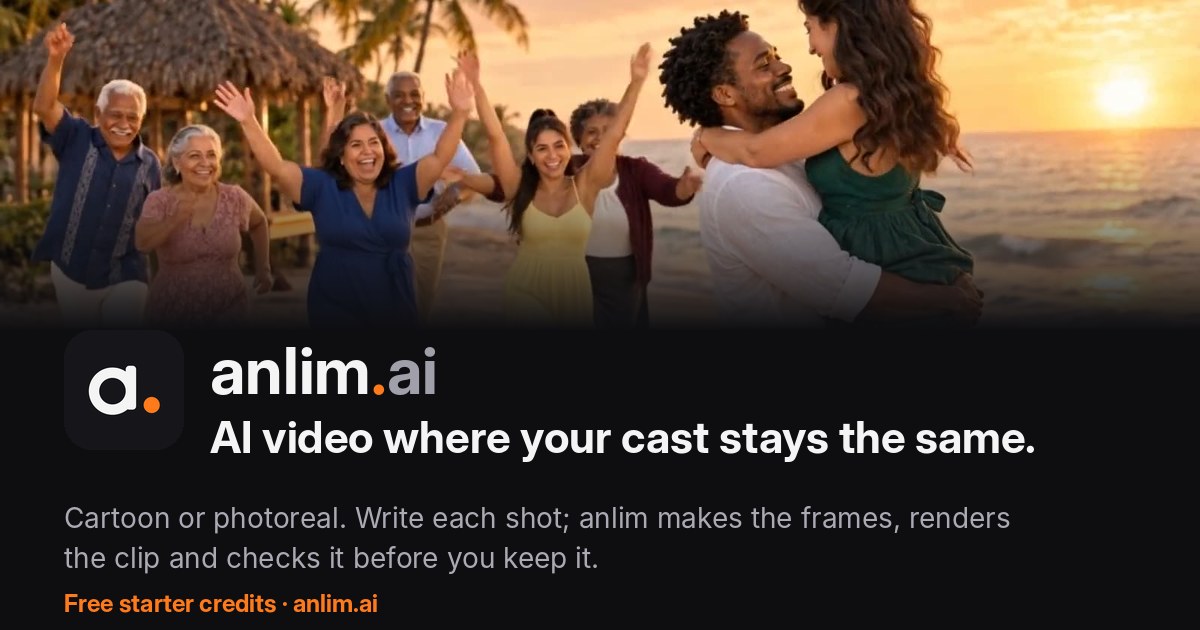 a.
anlim.ai
AI video where your cast stays the same.
Cartoon or photoreal. Write each shot; anlim makes the frames, renders
the clip and checks it before you keep it.
Free starter credits · anlim.ai